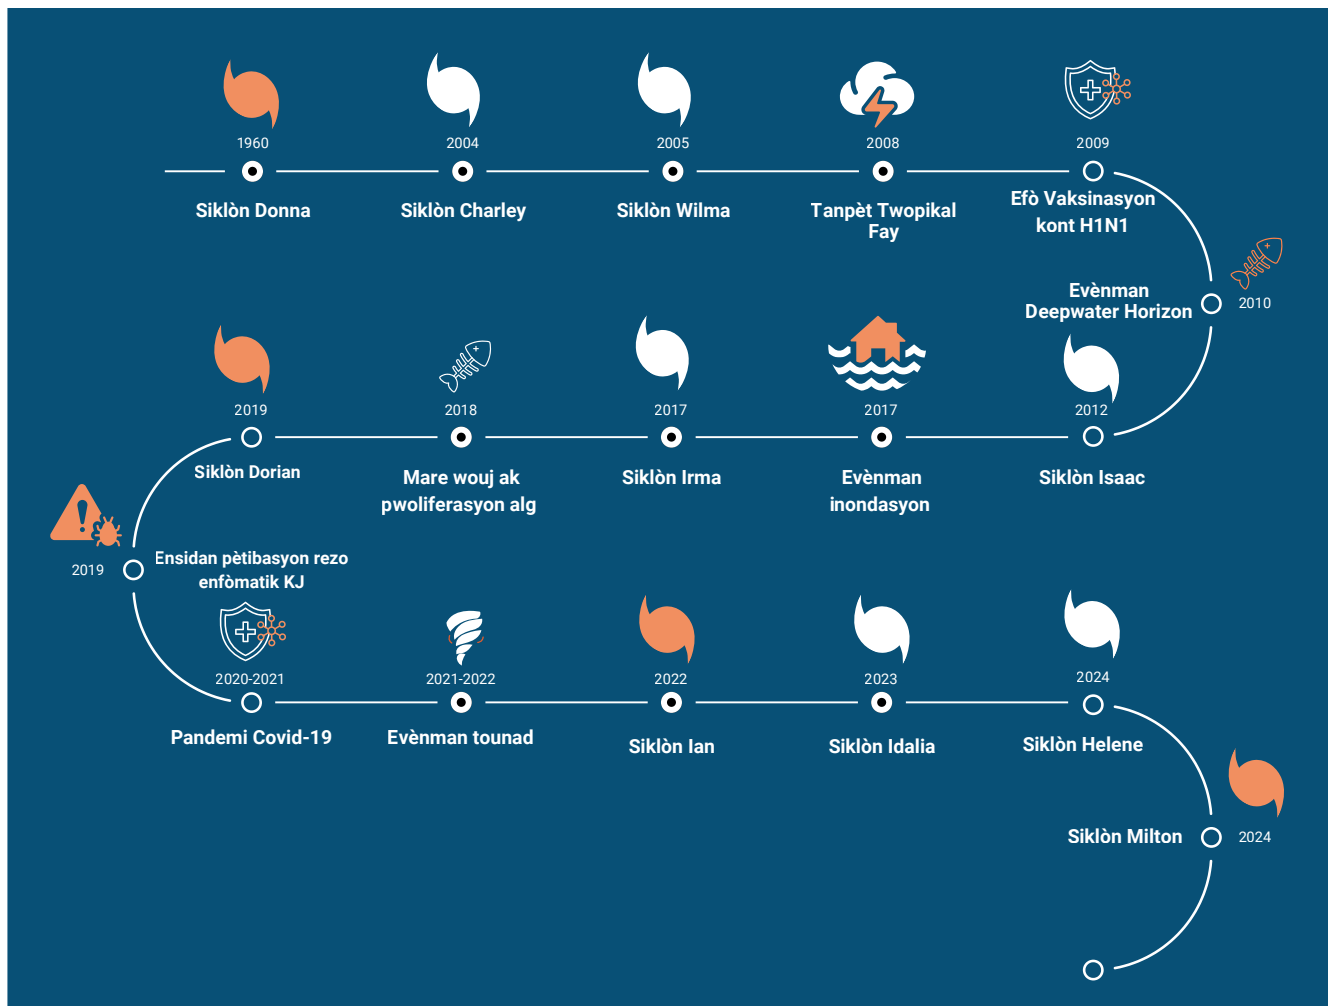 1960
Siklòn Donna
2004
Siklòn Charley
2005
Siklòn Wilma
2008
Tanpèt Twopikal
Fay
2009
Efò Vaksinasyon
kont H1N1
2010
Evènman
Deepwater Horizon
2012
Siklòn Isaac
2017
Evènman
inondasyon
2017
Siklòn Irma
2018
Mare wouj ak
pwoliferasyon alg
2019
Siklòn Dorian
2019
Ensidan pètibasyon rezo
enfòmatik KJ
2020-2021
Pandemi Covid-19
2021-2022
Evènman tounad
2022
Siklòn Ian
2023
Siklòn Idalia
2024
Siklòn Helene
2024
Siklòn Milton